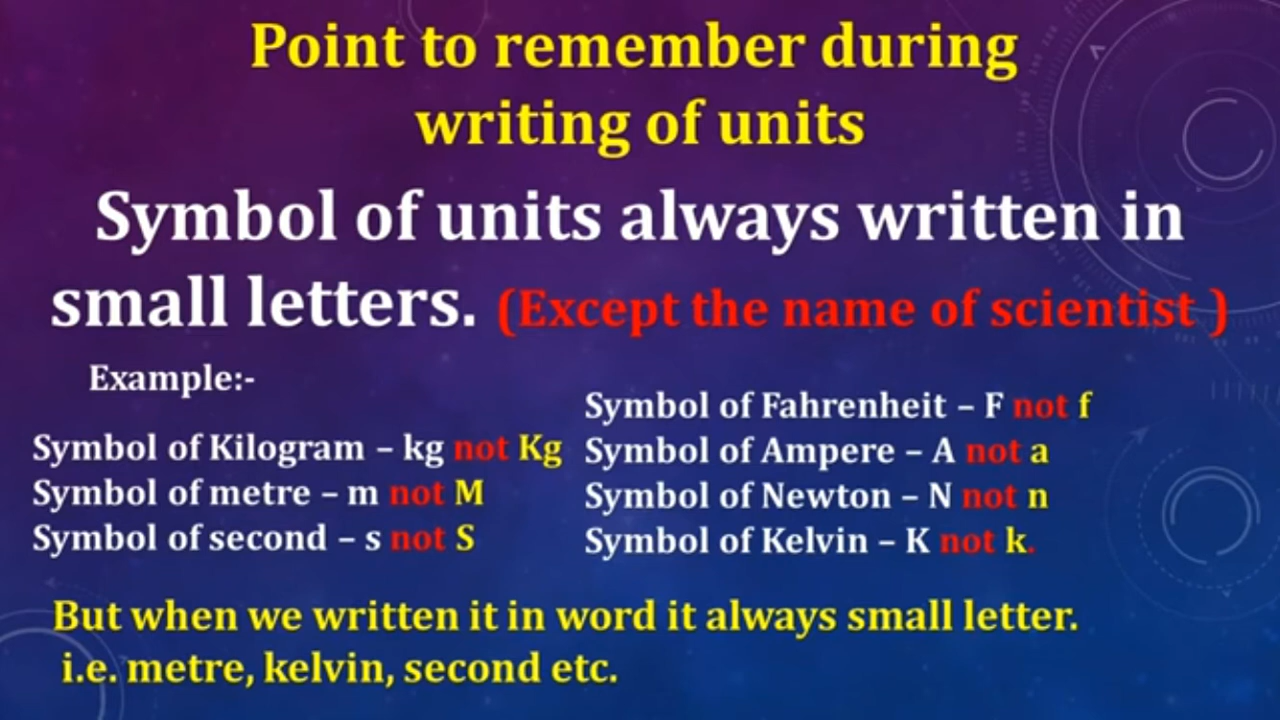 Point to remember during
writing of units
Symbol of units always written in
small letters. (Except the name of scientist )
Example:-
Symbol of Kilogram – kg not Kg
Symbol of metre – m not M
Symbol of second – s not S
Symbol of Fahrenheit – F not f
Symbol of Ampere – A not a
Symbol of Newton – N not n
Symbol of Kelvin – K not k.
But when we written it in word it always small letter.
i.e. metre, kelvin, second etc.